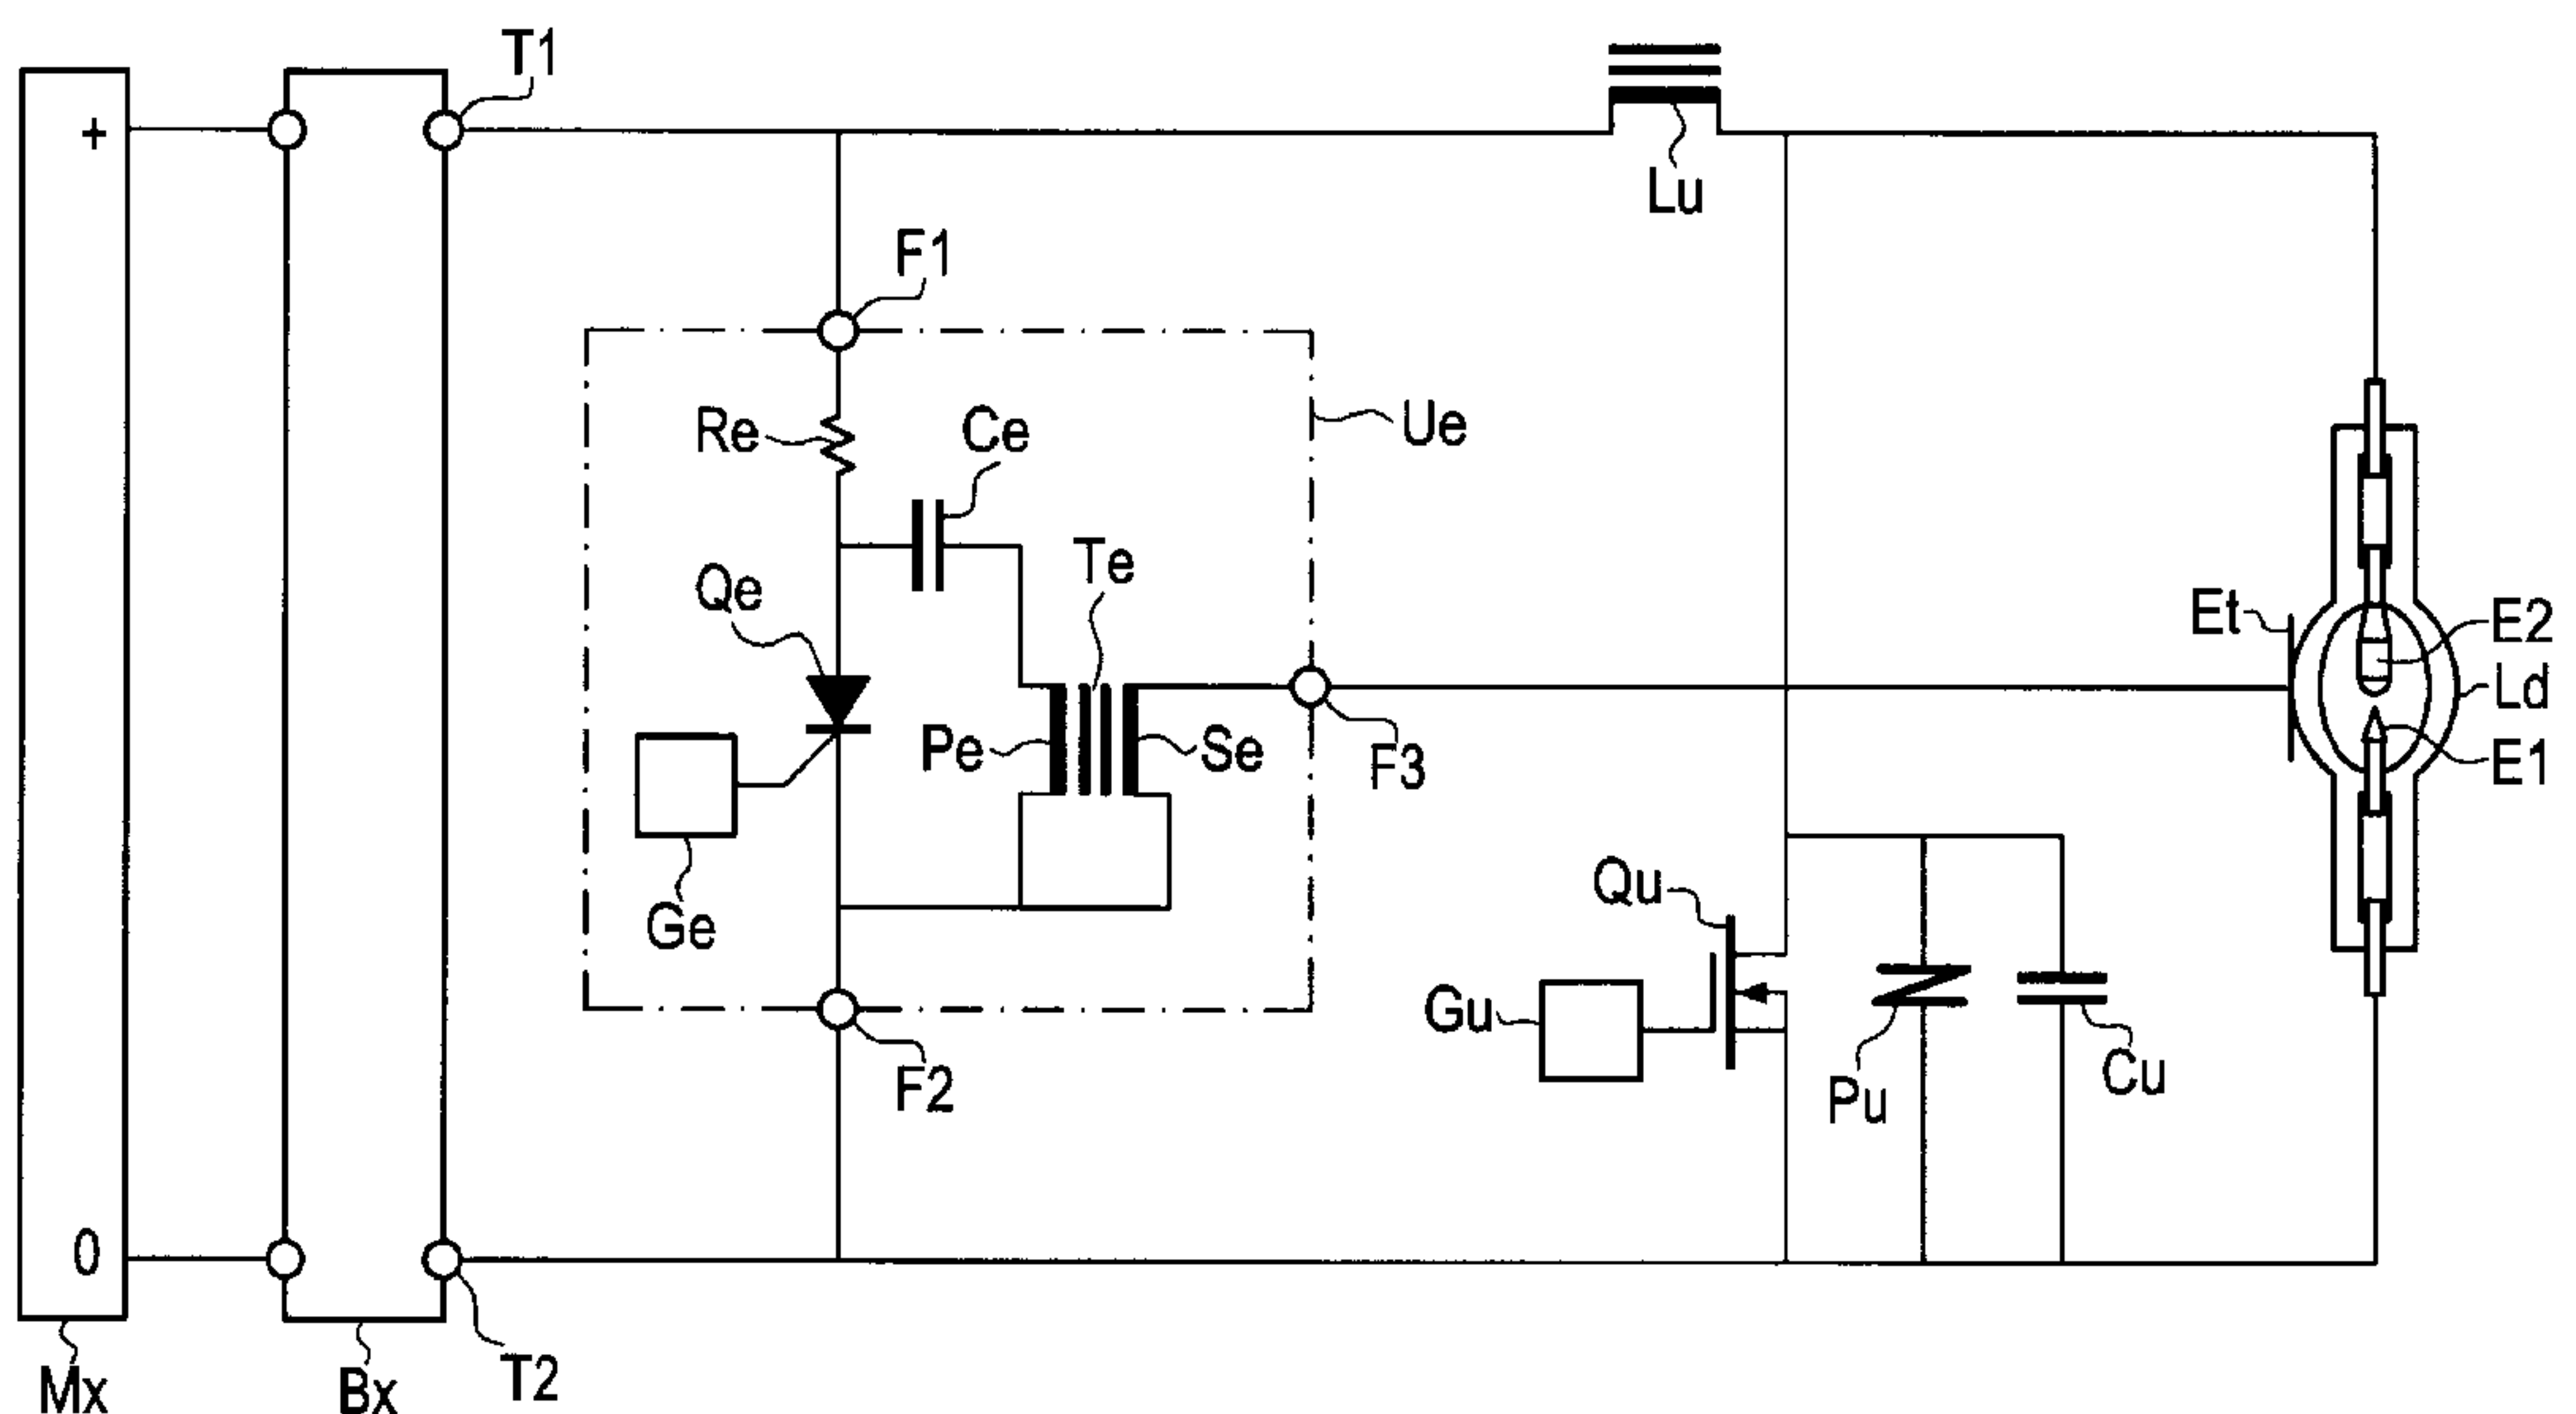 T1
+
Lu
F1
Re
Ce
Ue
Te
Qe
Et
E2
Ld
Pe
Se
F3
E1
Ge
Qu
Gu
F2
Pu
Cu
0
Mx
Bx
T2